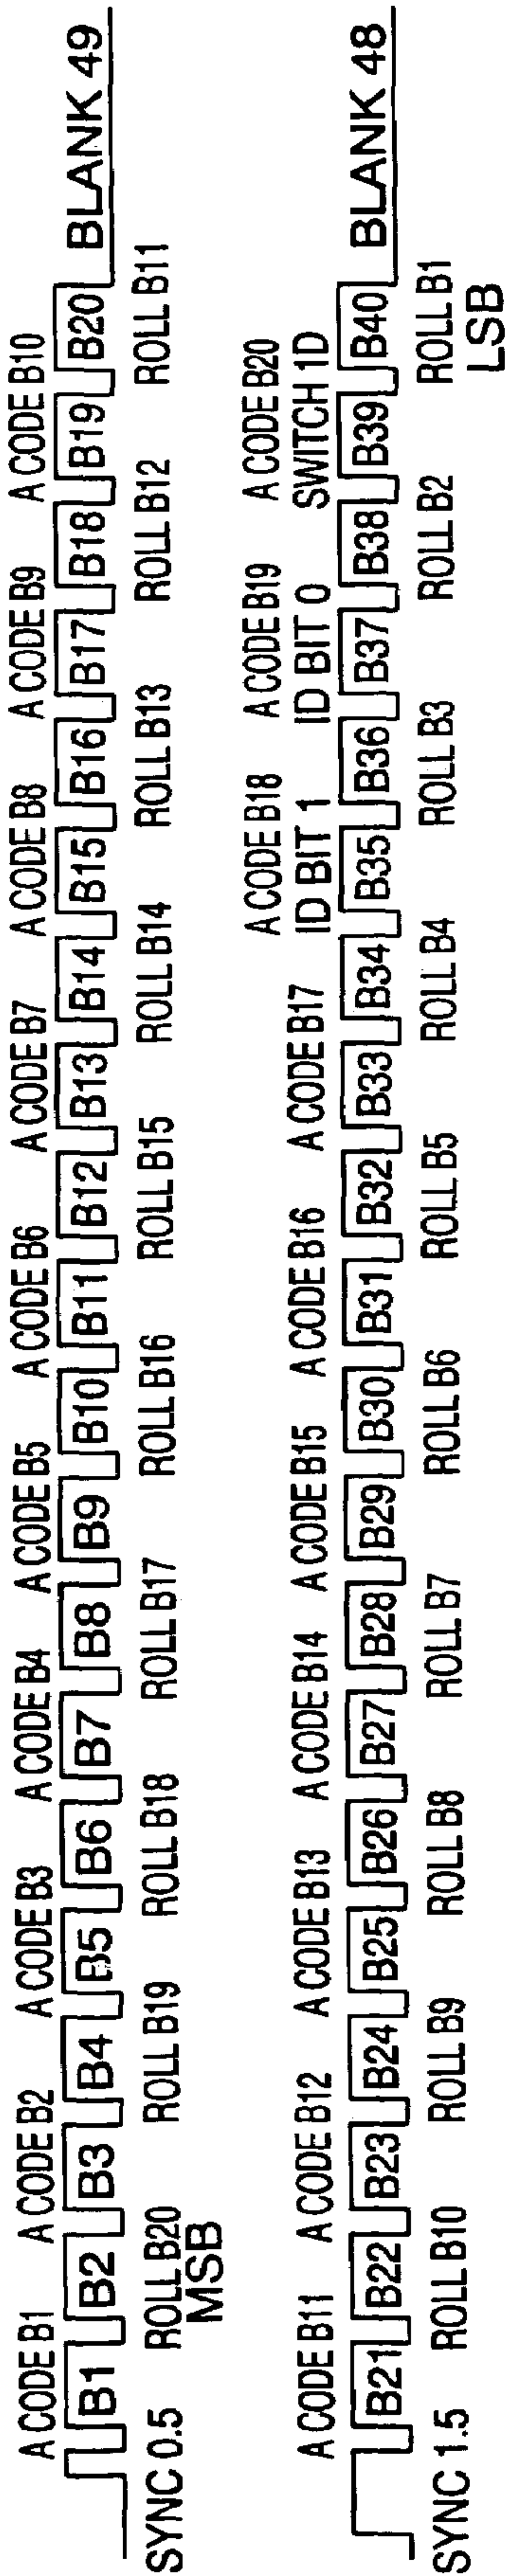 A CODE B1 A CODE B2 A CODE B3 A CODE B4 A CODE B5 A CODE B6 A CODE B7 A CODE B8 A CODE B9 A CODE B10
B1 B2 B3 B4 B5 B6 B7 B8 B9 B10 B11 B12 B13 B14 B15 B16 B17 B18 B19 B20 BLANK 49
SYNC 0.5 ROLL B20 ROLL B19 ROLL B18 ROLL B17 ROLL B16 ROLL B15 ROLL B14 ROLL B13 ROLL B12 ROLL B11
MSB
A CODE B18 A CODE B19 A CODE B20
A CODE B11 A CODE B12 A CODE B13 A CODE B14 A CODE B15 A CODE B16 A CODE B17 ID BIT 1 ID BIT 0 SWITCH 1D
B21 B22 B23 B24 B25 B26 B27 B28 B29 B30 B31 B32 B33 B34 B35 B36 B37 B38 B39 B40 BLANK 48
SYNC 1.5 ROLL B10 ROLL B9 ROLL B8 ROLL B7 ROLL B6 ROLL B5 ROLL B4 ROLL B3 ROLL B2 ROLL B1
LSB